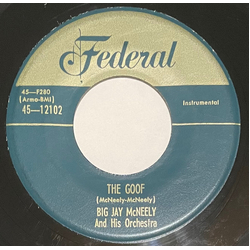 Federal
45-F280
(Armo-BMI)
45-12102
Instrumental
THE GOOF
(McNeely-McNeely)
BIG JAY McNEELY
And His Orchestra